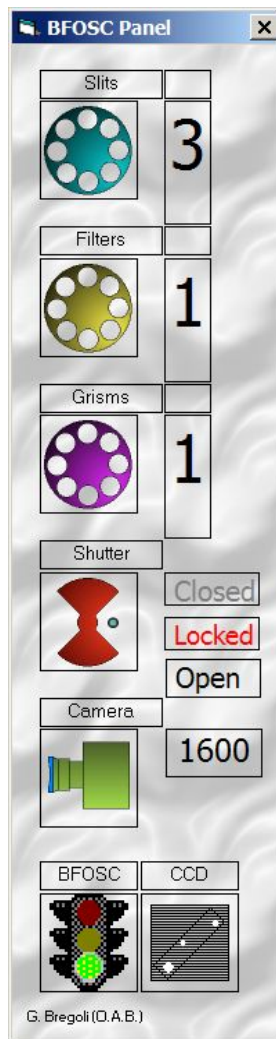 BFOSC Panel
Slits
3
Filters
1
Grisms
1
Shutter
Closed
Locked
Open
Camera
1600
BFOSC CCD
G. Bregoli (O.A.B.)